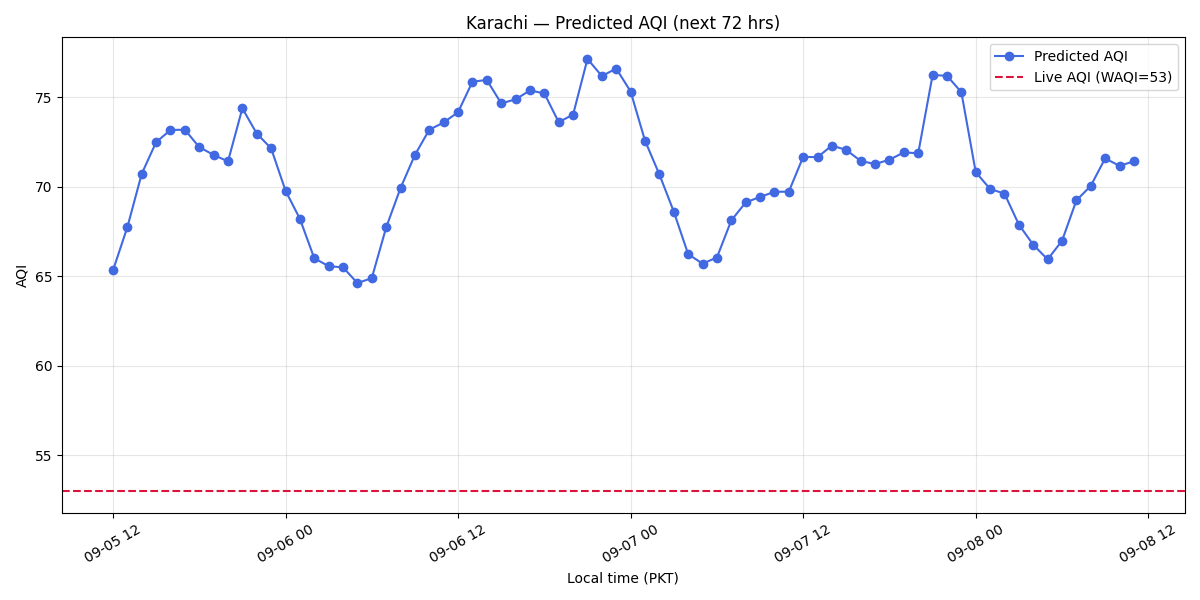 Karachi — Predicted AQI (next 72 hrs)
Predicted AQI
Live AQI (WAQI=53)
AQI
75
70
65
60
55
09-05 12
09-06 00
09-06 12
09-07 00
09-07 12
09-08 00
09-08 12
Local time (PKT)